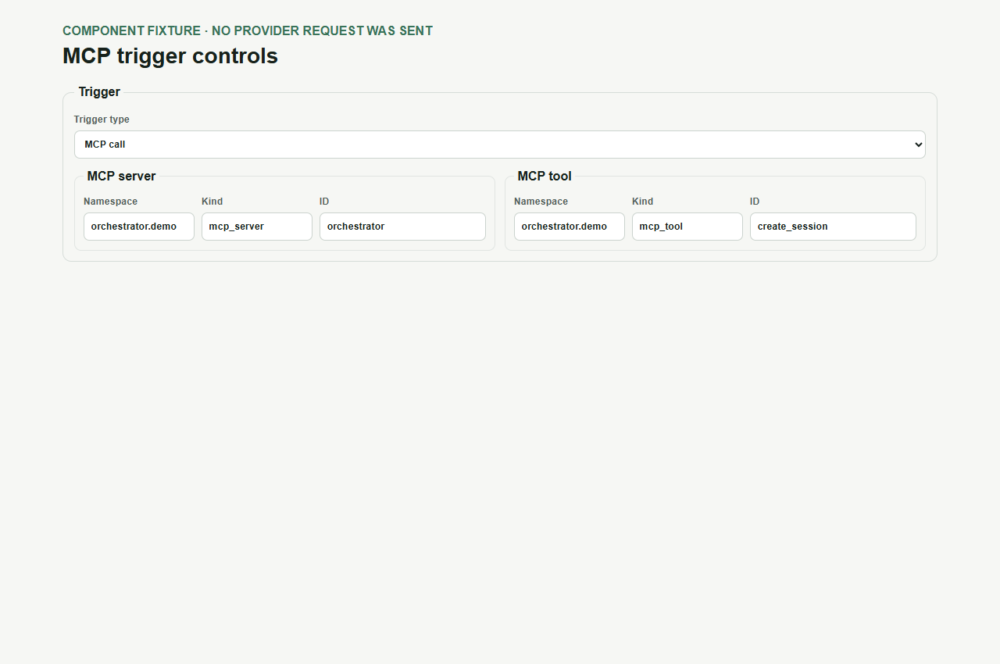 COMPONENT FIXTURE · NO PROVIDER REQUEST WAS SENT
MCP trigger controls
Trigger
Trigger type
MCP call
MCP server
Namespace Kind ID
orchestrator.demo mcp_server orchestrator
MCP tool
Namespace Kind ID
orchestrator.demo mcp_tool create_session